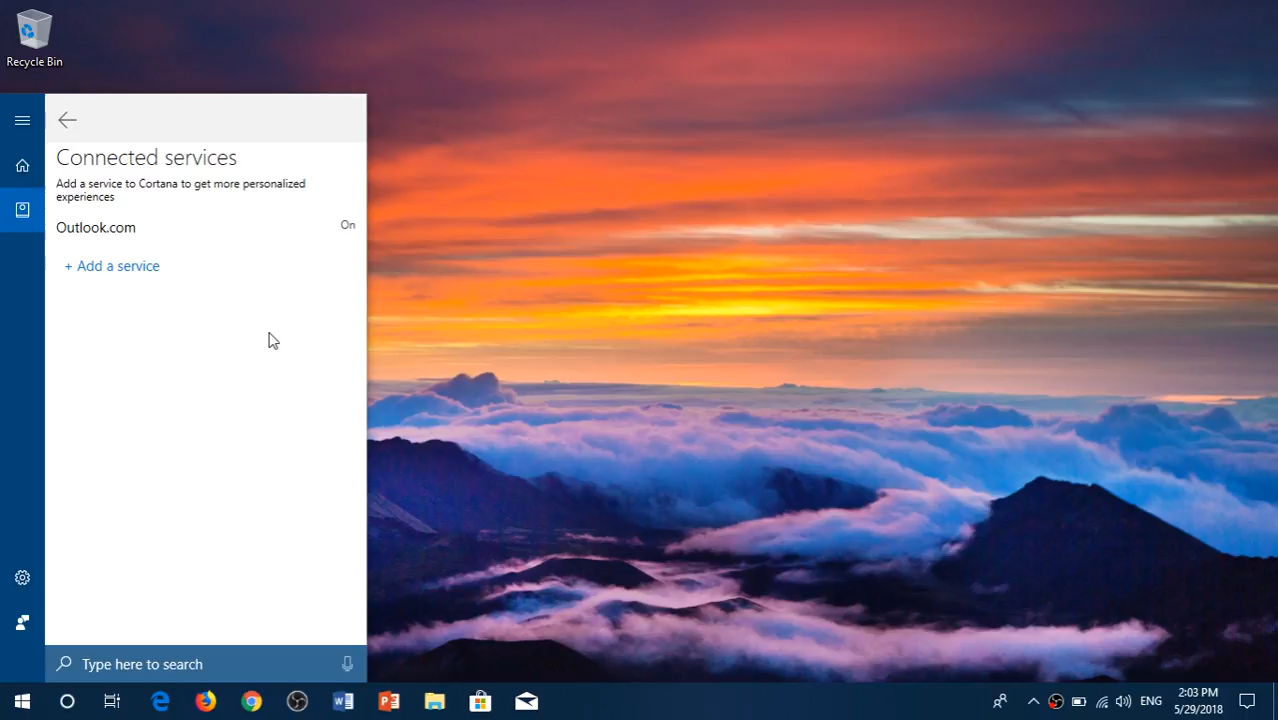 Recycle Bin
Connected services
Add a service to Cortana to get more personalized
experiences
Outlook.com On
+ Add a service
Type here to search
ENG
2:03 PM
5/29/2018